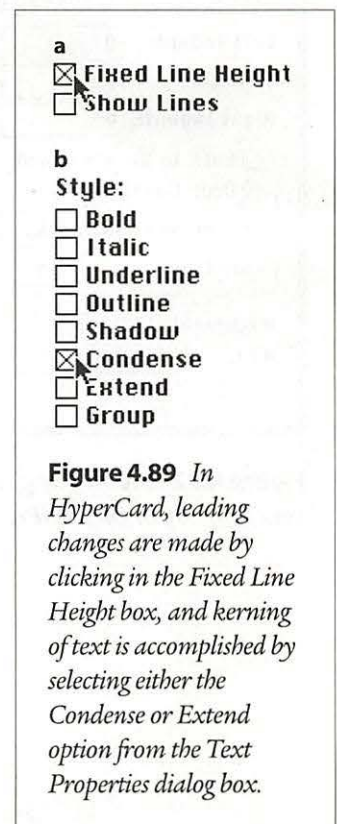 a
Fixed Line Height
Show Lines
b
Style:
Bold
Italic
Underline
Outline
Shadow
Condense
Extend
Group
Figure 4.89 In
HyperCard, leading
changes are made by
clicking in the Fixed Line
Height box, and kerning
of text is accomplished by
selecting either the
Condense or Extend
option from the Text
Properties dialog box.